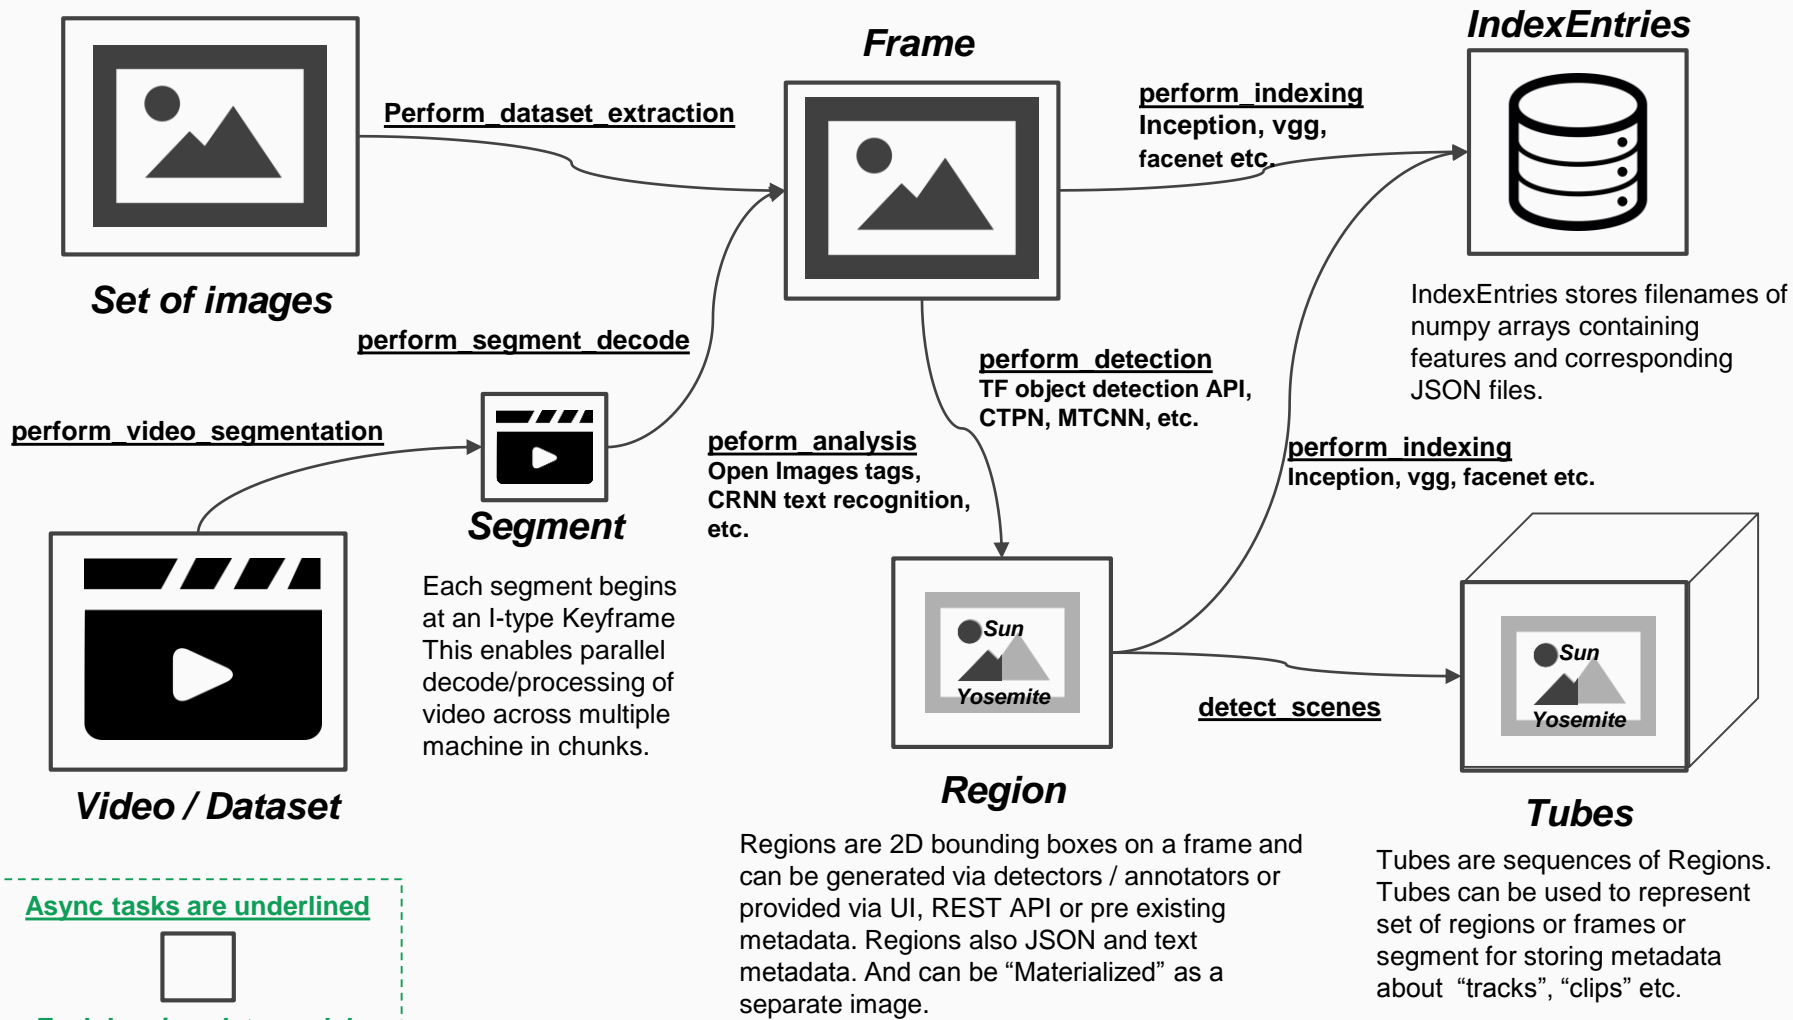 Set of images
Perform_dataset_extraction
Frame
perform_indexing
Inception, vgg,
facenet etc.
IndexEntries
IndexEntries stores filenames of
numpy arrays containing
features and corresponding
JSON files.
perform_segment_decode
perform_video_segmentation
Segment
Each segment begins
at an I-type Keyframe
This enables parallel
decode/processing of
video across multiple
machine in chunks.
Video / Dataset
perform_detection
TF object detection API,
CTPN, MTCNN, etc.
peform_analysis
Open Images tags,
CRNN text recognition,
etc.
perform_indexing
Inception, vgg, facenet etc.
Sun
Yosemite
Region
Regions are 2D bounding boxes on a frame and
can be generated via detectors / annotators or
provided via UI, REST API or pre existing
metadata. Regions also JSON and text
metadata. And can be “Materialized” as a
separate image.
detect_scenes
Sun
Yosemite
Tubes
Tubes are sequences of Regions.
Tubes can be used to represent
set of regions or frames or
segment for storing metadata
about “tracks”, “clips” etc.
Async tasks are underlined